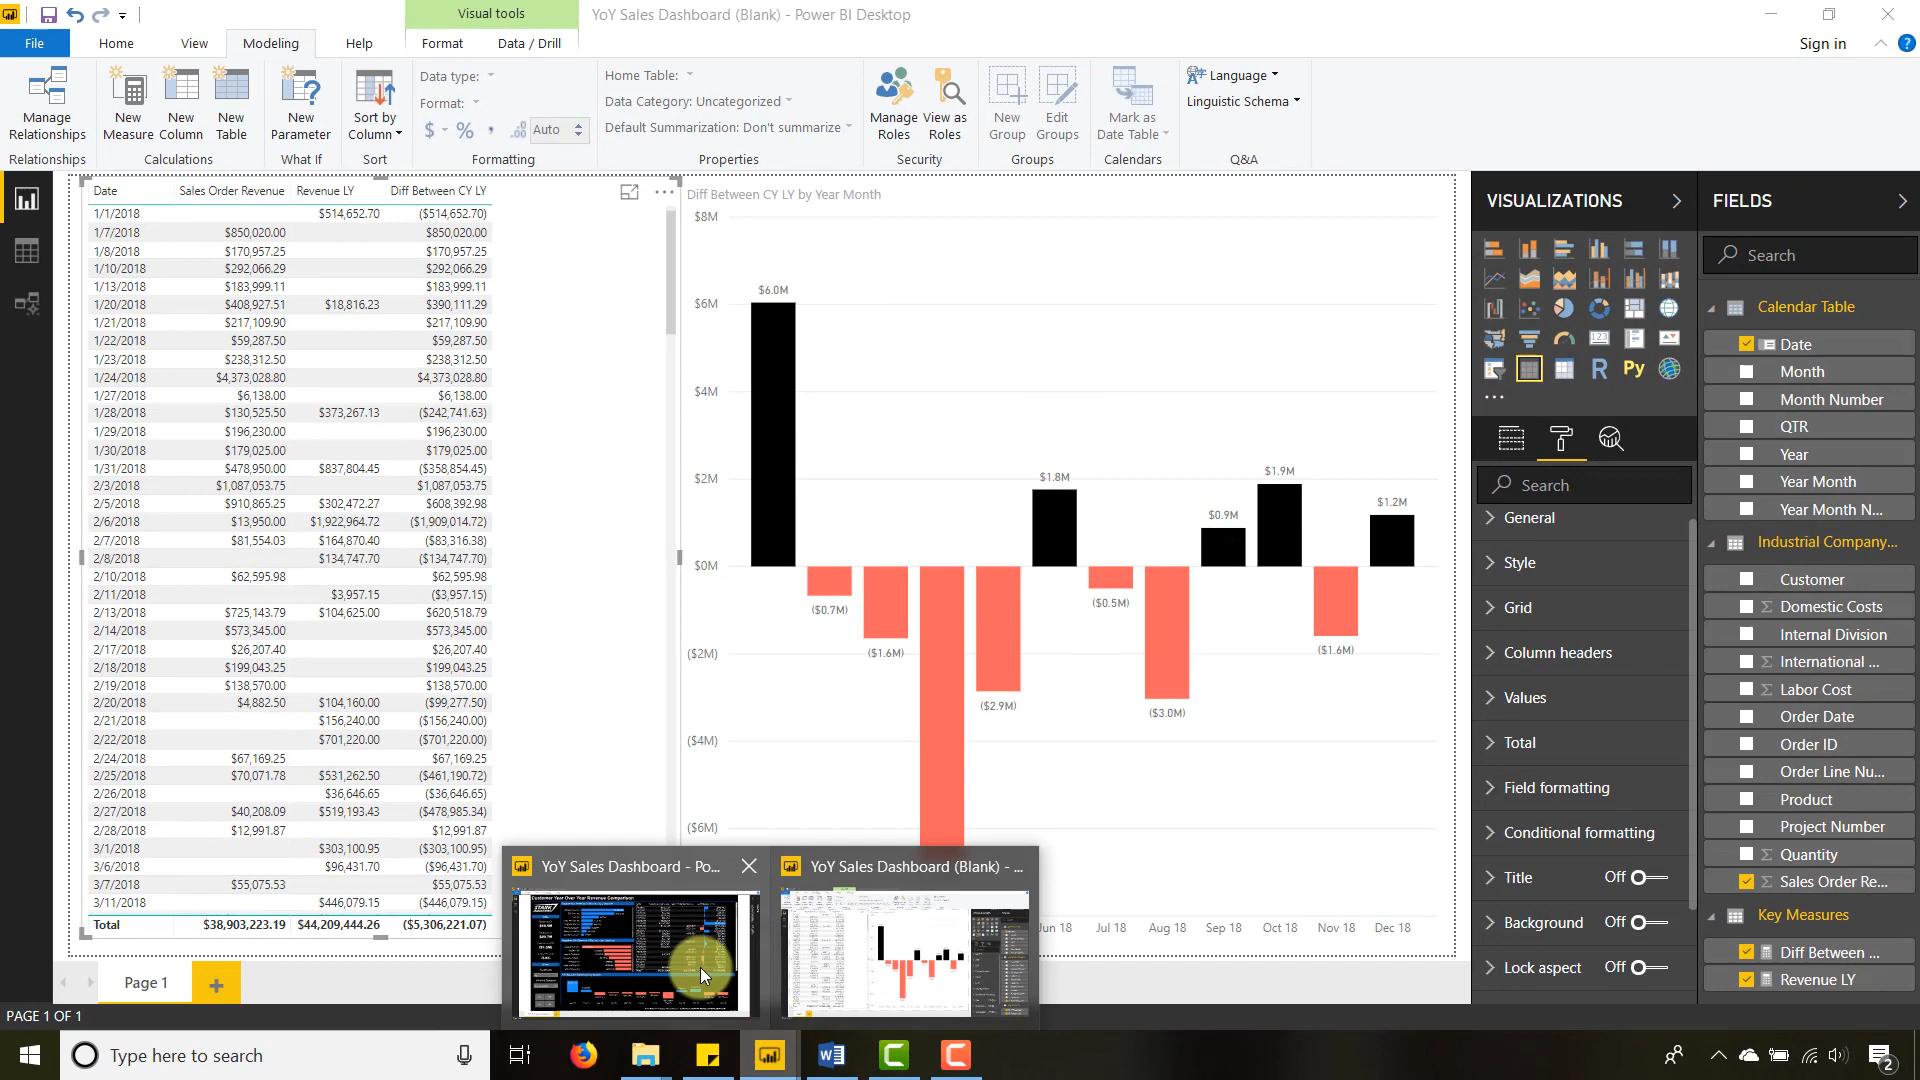 Visual tools
YoY Sales Dashboard (Blank) - Power BI Desktop
File Home View Modeling Help Format Data / Drill Sign in
Manage Relationships
New Measure
New Column
New Table
New Parameter
Sort by Column
Data type:
Format:
$ % , .00 Auto
Home Table:
Data Category: Uncategorized
Default Summarization: Don't summarize
Manage Roles
View as Roles
New Group
Edit Groups
Mark as Date Table
Language
Linguistic Schema
Relationships Calculations What If Sort Formatting Properties Security Groups Calendars Q&A
Date Sales Order Revenue Revenue LY Diff Between CY LY
1/1/2018 $514,652.70 ($514,652.70)
1/7/2018 $850,020.00 $850,020.00
1/8/2018 $170,957.25 $170,957.25
1/10/2018 $292,066.29 $292,066.29
1/13/2018 $183,999.11 $183,999.11
1/20/2018 $408,927.51 $18,816.23 $390,111.29
1/21/2018 $217,109.90 $217,109.90
1/22/2018 $59,287.50 $59,287.50
1/23/2018 $238,312.50 $238,312.50
1/24/2018 $4,373,028.80 $4,373,028.80
1/27/2018 $6,138.00 $6,138.00
1/28/2018 $130,525.50 $373,267.13 ($242,741.63)
1/29/2018 $196,230.00 $196,230.00
1/30/2018 $179,025.00 $179,025.00
1/31/2018 $478,950.00 $837,804.45 ($358,854.45)
2/3/2018 $1,087,053.75 $1,087,053.75
2/5/2018 $910,865.25 $302,472.27 $608,392.98
2/6/2018 $13,950.00 $1,922,964.72 ($1,909,014.72)
2/7/2018 $81,554.03 $164,870.40 ($83,316.38)
2/8/2018 $134,747.70 ($134,747.70)
2/10/2018 $62,595.98 $62,595.98
2/11/2018 $3,957.15 ($3,957.15)
2/13/2018 $725,143.79 $104,625.00 $620,518.79
2/14/2018 $573,345.00 $573,345.00
2/17/2018 $26,207.40 $26,207.40
2/18/2018 $199,043.25 $199,043.25
2/19/2018 $138,570.00 $138,570.00
2/20/2018 $4,882.50 $104,160.00 ($99,277.50)
2/21/2018 $156,240.00 ($156,240.00)
2/22/2018 $701,220.00 ($701,220.00)
2/24/2018 $67,169.25 $67,169.25
2/25/2018 $70,071.78 $531,262.50 ($461,190.72)
2/26/2018 $36,646.65 ($36,646.65)
2/27/2018 $40,208.09 $519,193.43 ($478,985.34)
2/28/2018 $12,991.87 $12,991.87
3/1/2018 $303,100.95 ($303,100.95)
3/6/2018 $96,431.70 ($96,431.70)
3/7/2018 $55,075.53 $55,075.53
3/11/2018 $446,079.15 ($446,079.15)
Total $38,903,223.19 $44,209,444.26 ($5,306,221.07)
Diff Between CY LY by Year Month
$8M
$6M
$4M
$2M
$0M
($2M)
($4M)
($6M)
$6.0M
($0.7M)
($1.6M)
($2.9M)
$1.8M
($0.5M)
($3.0M)
$0.9M
$1.9M
($1.6M)
$1.2M
Jun 18 Jul 18 Aug 18 Sep 18 Oct 18 Nov 18 Dec 18
YoY Sales Dashboard - Po...
YoY Sales Dashboard (Blank) - ...
Customer Year Over Year Revenue Comparison
VISUALIZATIONS
R Py
Search
General
Style
Grid
Column headers
Values
Total
Field formatting
Conditional formatting
Title Off
Background Off
Lock aspect Off
FIELDS
Search
Calendar Table
Date
Month
Month Number
QTR
Year
Year Month
Year Month N...
Industrial Company...
Customer
Domestic Costs
Internal Division
International ...
Labor Cost
Order Date
Order ID
Order Line Nu...
Product
Project Number
Quantity
Sales Order Re...
Key Measures
Diff Between ...
Revenue LY
Page 1
PAGE 1 OF 1
Type here to search
2